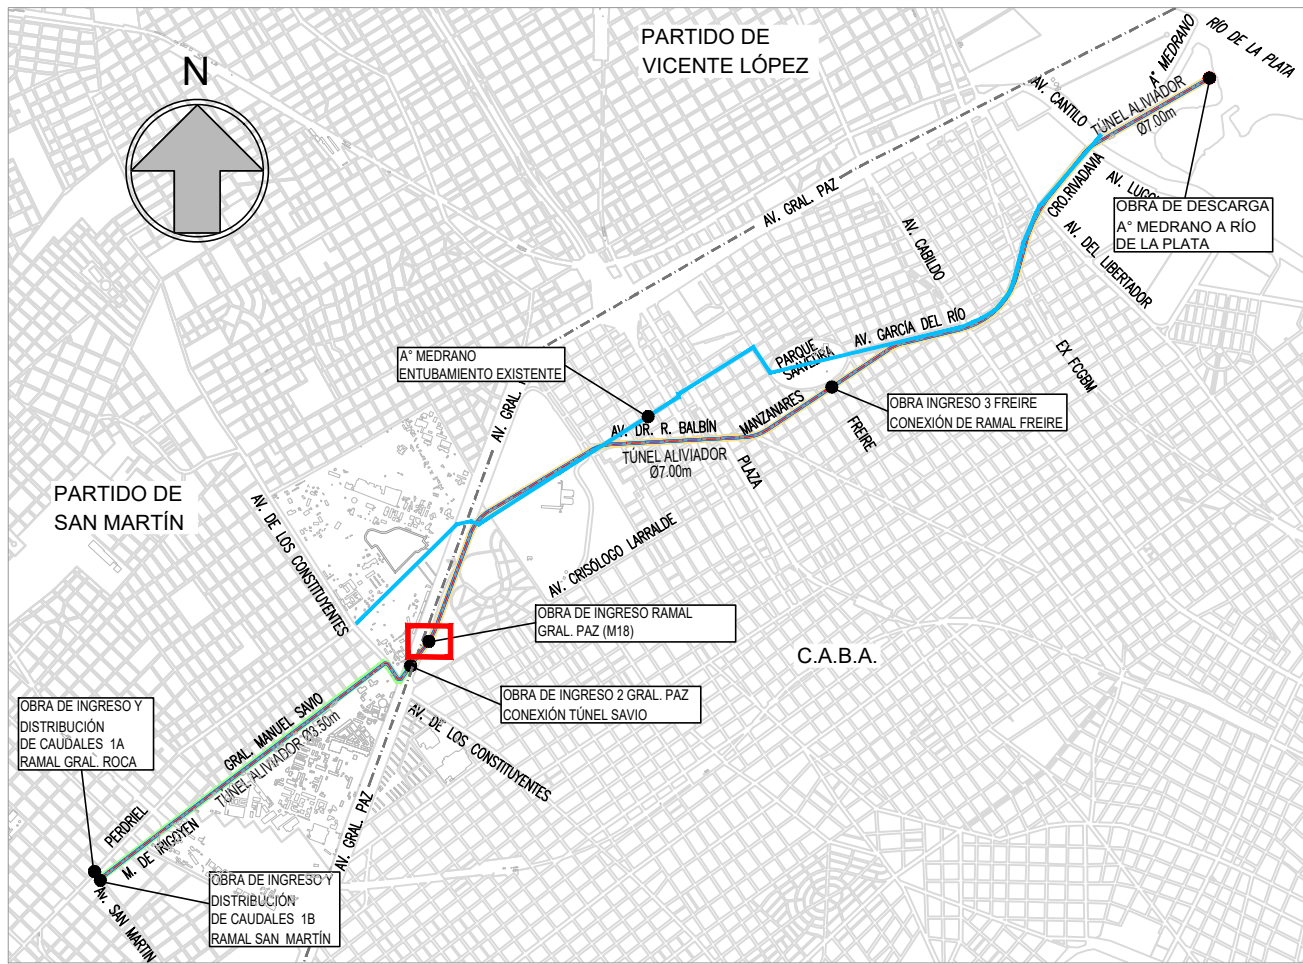 N
PARTIDO DE
VICENTE LÓPEZ
RÍO DE LA PLATA
A° MEDRANO
AV. CANTILO
TÚNEL ALIVIADOR
Ø7.00m
CRO.RIVADAVIA
OBRA DE DESCARGA
A° MEDRANO A RÍO
DE LA PLATA
AV. DEL LIBERTADOR
AV. GRAL. PAZ
AV. CABILDO
AV. GARCÍA DEL RÍO
PARQUE
SAAVEDRA
EX FCGBM
A° MEDRANO
ENTUBAMIENTO EXISTENTE
OBRA INGRESO 3 FREIRE
CONEXIÓN DE RAMAL FREIRE
MANZANARES
FREIRE
AV. DR. R. BALBÍN
TÚNEL ALIVIADOR
Ø7.00m
PLAZA
AV. GRAL
PARTIDO DE
SAN MARTÍN
AV. DE LOS CONSTITUYENTES
AV. CRISÓLOGO LARRALDE
OBRA DE INGRESO RAMAL
GRAL. PAZ (M18)
C.A.B.A.
OBRA DE INGRESO 2 GRAL. PAZ
CONEXIÓN TÚNEL SAVIO
AV. DE LOS CONSTITUYENTES
OBRA DE INGRESO Y
DISTRIBUCIÓN
DE CAUDALES 1A
RAMAL GRAL. ROCA
GRAL. MANUEL SAVIO
TÚNEL ALIVIADOR Ø3.50m
AV. GRAL. PAZ
PERDRIEL
M. DE IRIGOYEN
AV. SAN MARTIN
OBRA DE INGRESO Y
DISTRIBUCIÓN
DE CAUDALES 1B
RAMAL SAN MARTÍN